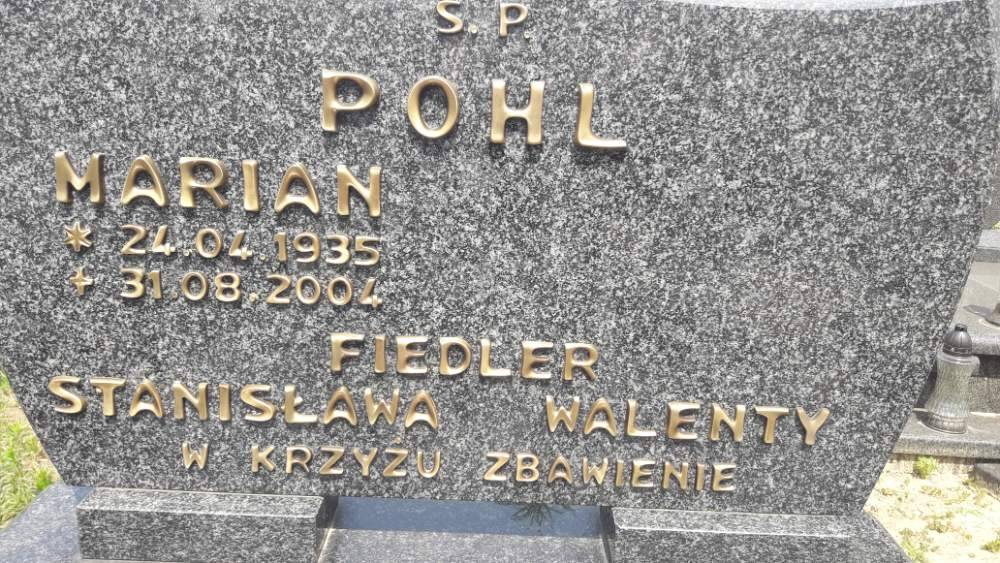 S. P.
POHL
MARIAN
* 24.04.1935
+ 31.08.2004
FIEDLER
STANISŁAWA WALENTY
W KRZYŻU ZBAWIENIE